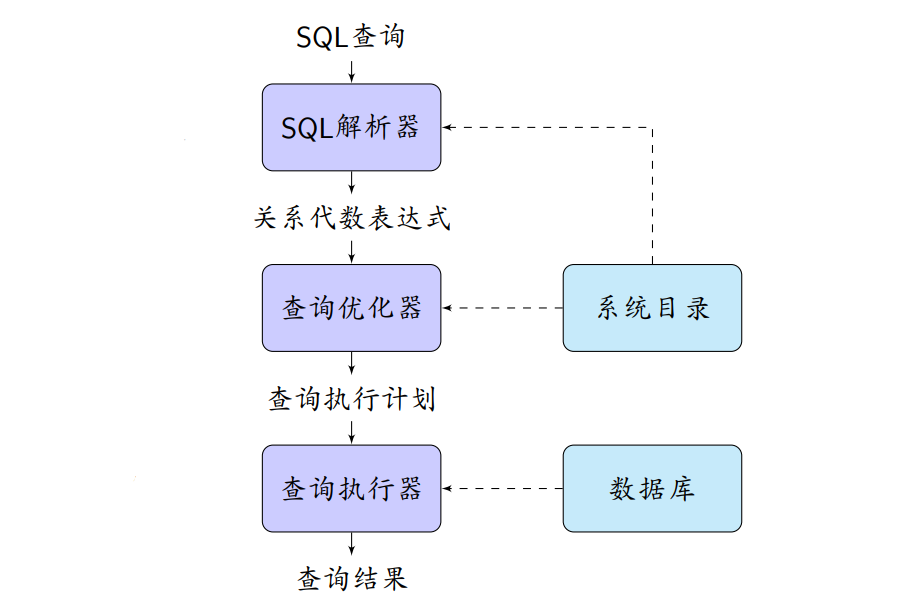 SQL查询
SQL解析器
关系代数表达式
查询优化器
系统目录
查询执行计划
查询执行器
数据库
查询结果